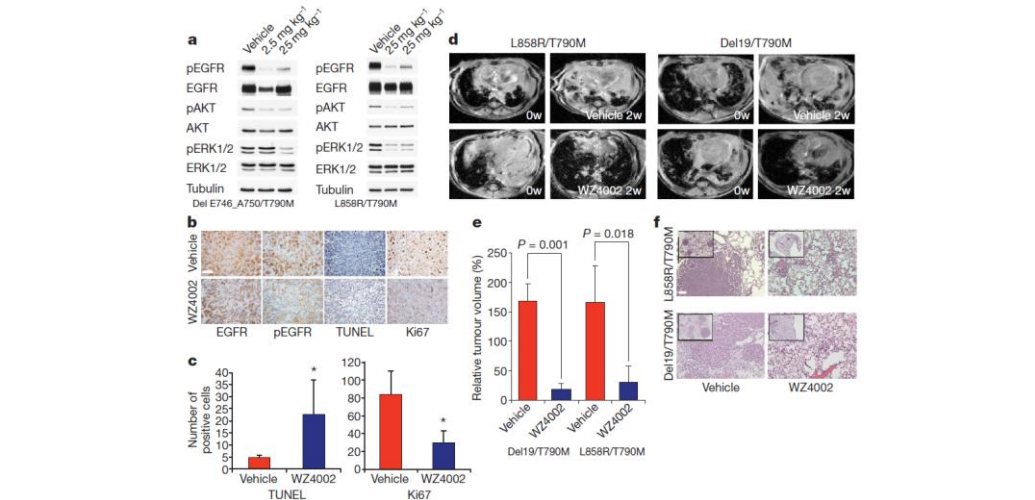 a
Vehicle
2.5 mg kg⁻¹
25 mg kg⁻¹
pEGFR
EGFR
pAKT
AKT
pERK1/2
ERK1/2
Tubulin
Del E746_A750/T790M
Vehicle
25 mg kg⁻¹
25 mg kg⁻¹
pEGFR
EGFR
pAKT
AKT
pERK1/2
ERK1/2
Tubulin
L858R/T790M
b
Vehicle
WZ4002
EGFR pEGFR TUNEL Ki67
c
Number of
positive cells
40
35
30
25
20
15
10
5
0
*
Vehicle WZ4002
TUNEL
120
100
80
60
40
20
0
*
Vehicle WZ4002
Ki67
d
L858R/T790M Del19/T790M
0w Vehicle 2w 0w Vehicle 2w
0w WZ4002 2w 0w WZ4002 2w
e
P = 0.001 P = 0.018
Relative tumour volume (%)
250
200
150
100
50
0
Vehicle WZ4002 Vehicle WZ4002
Del19/T790M L858R/T790M
f
L858R/T790M
Del19/T790M
Vehicle WZ4002